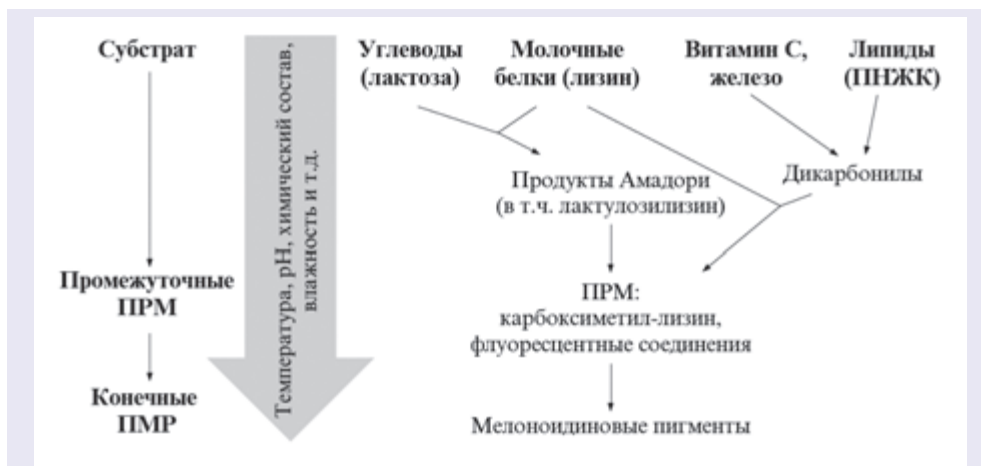 Субстрат
Промежуточные
ПРМ
Конечные
ПМР
Температура, рН, химический состав,
влажность и т.д.
Углеводы
(лактоза)
Молочные
белки (лизин)
Витамин С,
железо
Липиды
(ПНЖК)
Продукты Амадори
(в т.ч. лактулозилизин)
Дикарбонилы
ПРМ:
карбоксиметил-лизин,
флуоресцентные соединения
Мелоноидиновые пигменты